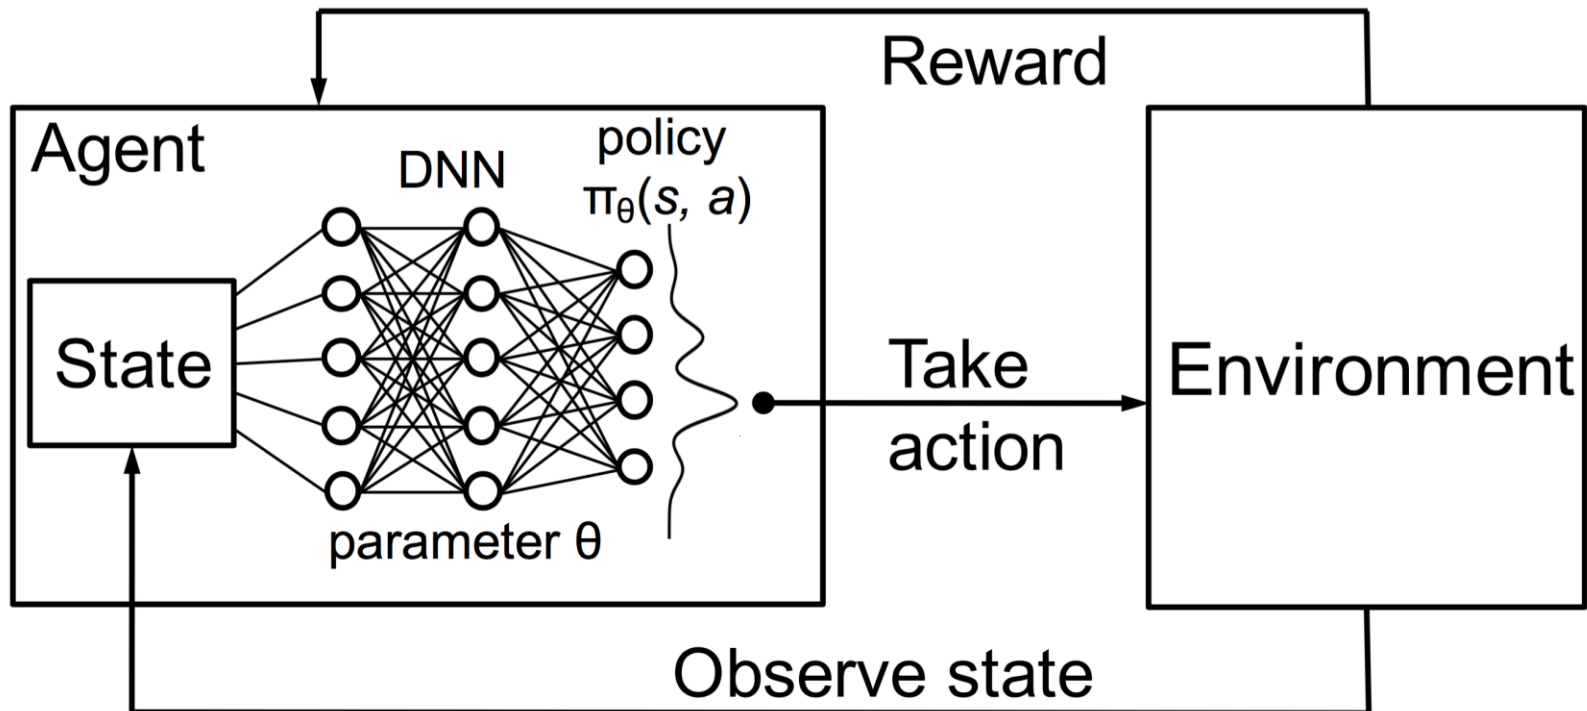 Reward
Agent
policy
DNN
πθ(s, a)
State
Take
action
Environment
parameter θ
Observe state